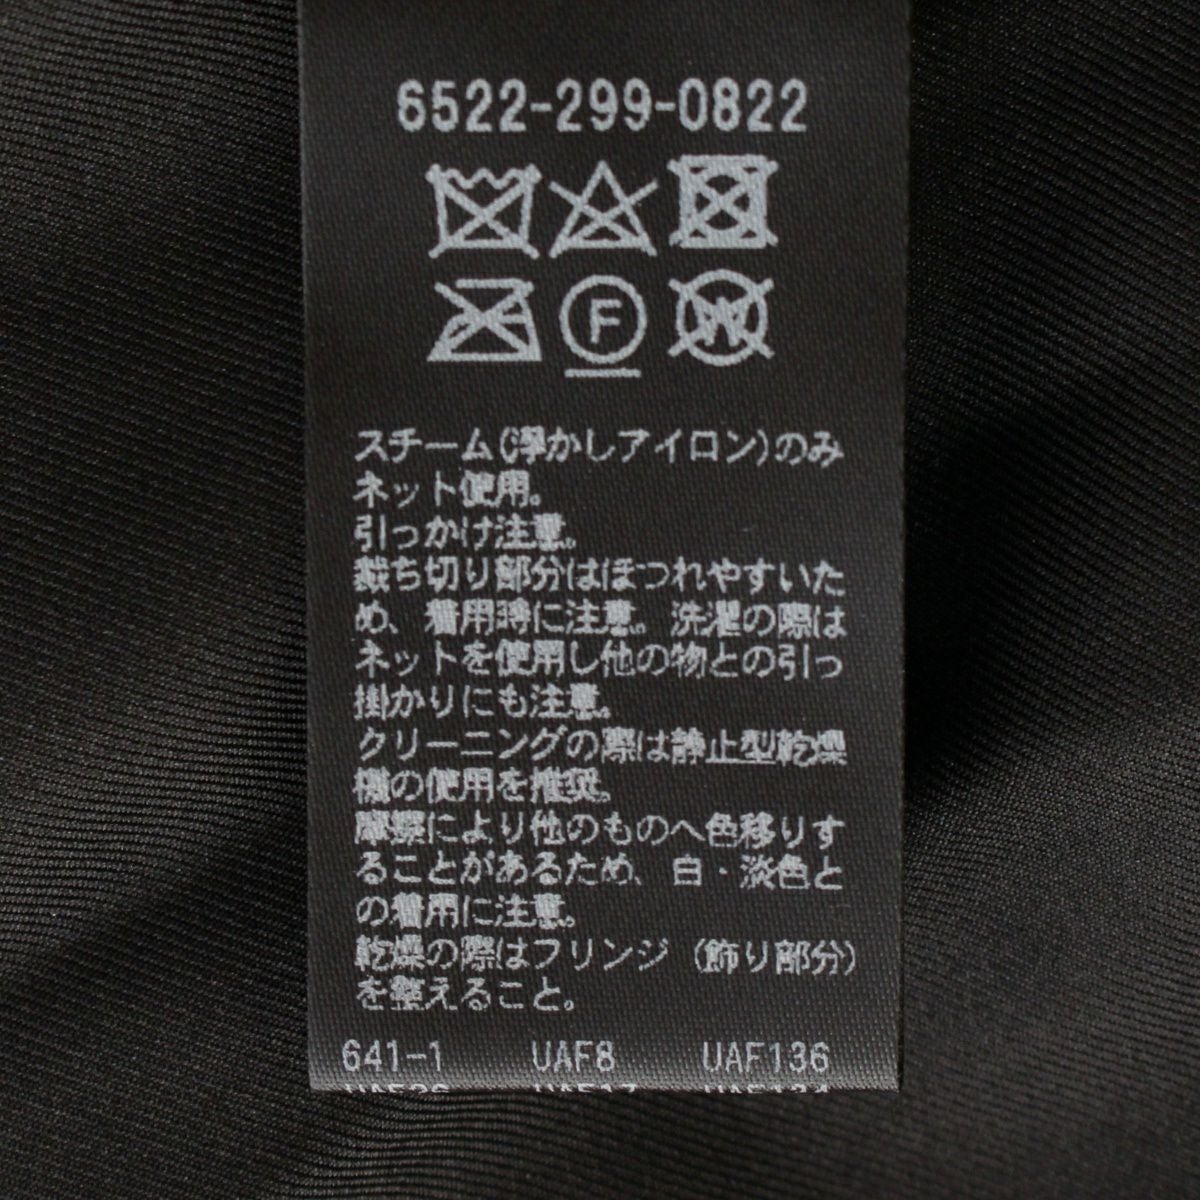 6522-299-0822
F
W
スチーム(浮かしアイロン)のみ
ネット使用。
引っかけ注意。
裁ち切り部分はほつれやすいた
め、着用時に注意。洗濯の際は
ネットを使用し他の物との引っ
掛かりにも注意。
クリーニングの際は静止型乾燥
機の使用を推奨。
摩擦により他のものへ色移りす
ることがあるため、白・淡色と
の着用に注意。
乾燥の際はフリンジ(飾り部分)
を整えること。
641-1 UAF8 UAF136